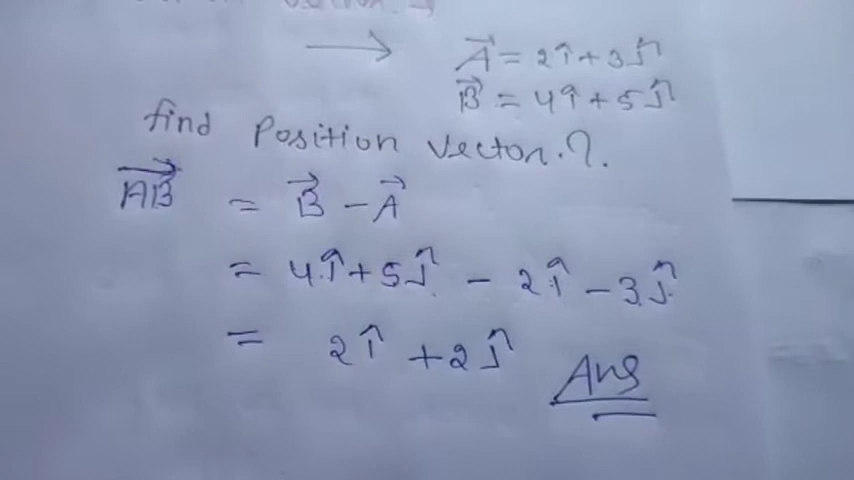 A⃗ = 2î + 3ĵ
B⃗ = 4î + 5ĵ
find Position Vector.?.
AB⃗ = B⃗ - A⃗
= 4î + 5ĵ - 2î - 3ĵ
= 2î + 2ĵ Ans